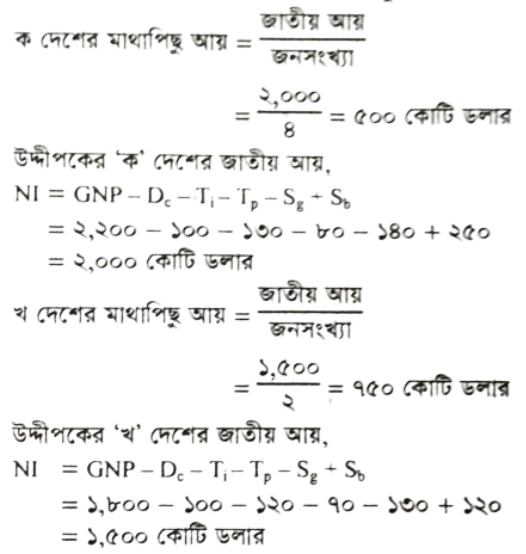 ক দেশের মাথাপিছু আয় = জাতীয় আয় / জনসংখ্যা
= ২,০০০ / ৪ = ৫০০ কোটি ডলার
উদ্দীপকের ‘ক’ দেশের জাতীয় আয়,
NI = GNP − Dc − Ti − Tp − Sg + Sb
= ২,২০০ − ১০০ − ১৩০ − ৮০ − ১৪০ + ২৫০
= ২,০০০ কোটি ডলার
খ দেশের মাথাপিছু আয় = জাতীয় আয় / জনসংখ্যা
= ১,৫০০ / ২ = ৭৫০ কোটি ডলার
উদ্দীপকের ‘খ’ দেশের জাতীয় আয়,
NI = GNP − Dc − Ti − Tp − Sg + Sb
= ১,৮০০ − ১০০ − ১২০ − ৭০ − ১৩০ + ১২০
= ১,৫০০ কোটি ডলার